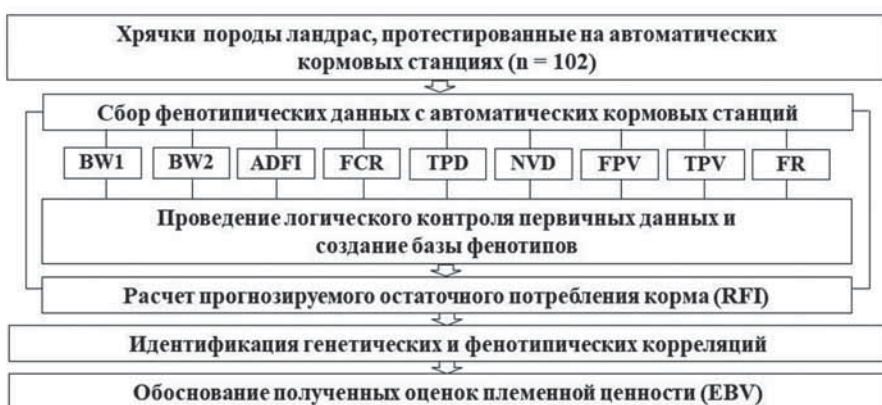 Хрячки породы ландрас, протестированные на автоматических
кормовых станциях (n = 102)
Сбор фенотипических данных с автоматических кормовых станций
BW1 BW2 ADFI FCR TPD NVD FPV TPV FR
Проведение логического контроля первичных данных и
создание базы фенотипов
Расчет прогнозируемого остаточного потребления корма (RFI)
Идентификация генетических и фенотипических корреляций
Обоснование полученных оценок племенной ценности (EBV)